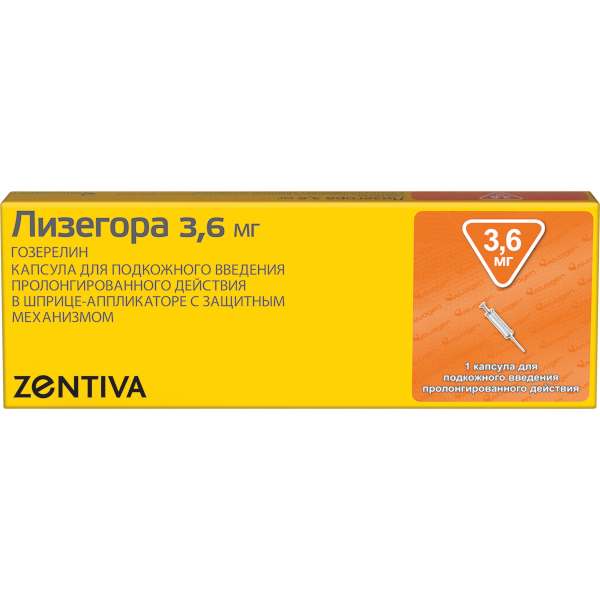 Лизегора 3,6 мг
ГОЗЕРЕЛИН
КАПСУЛА ДЛЯ ПОДКОЖНОГО ВВЕДЕНИЯ
ПРОЛОНГИРОВАННОГО ДЕЙСТВИЯ
В ШПРИЦЕ-АППЛИКАТОРЕ С ЗАЩИТНЫМ
МЕХАНИЗМОМ
ZENTIVA
3,6
МГ
1 капсула для
подкожного введения
пролонгированного действия